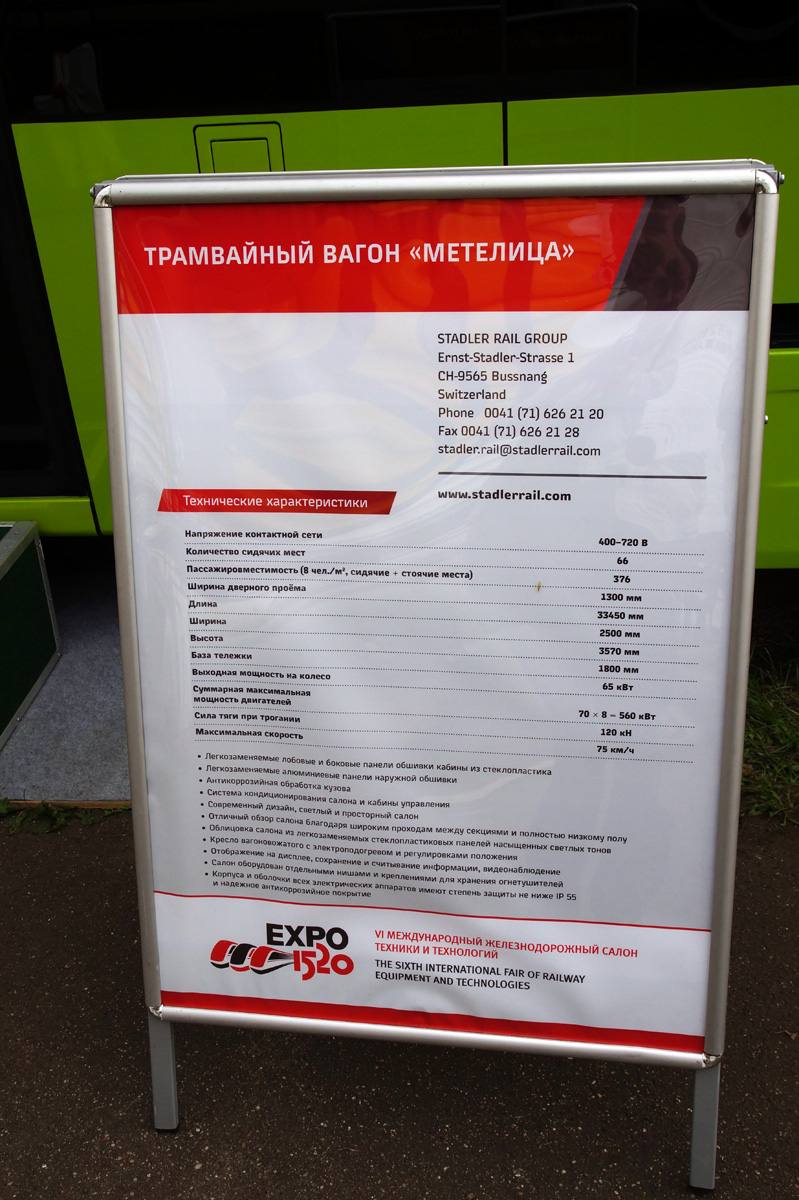 ТРАМВАЙНЫЙ ВАГОН «МЕТЕЛИЦА»
STADLER RAIL GROUP
Ernst-Stadler-Strasse 1
CH-9565 Bussnang
Switzerland
Phone 0041 (71) 626 21 20
Fax 0041 (71) 626 21 28
stadler.rail@stadlerrail.com
www.stadlerrail.com
Технические характеристики
Напряжение контактной сети 400–720 В
Количество сидячих мест 66
Пассажировместимость (8 чел./м², сидячие + стоячие места) 376
Ширина дверного проёма 1300 мм
Длина 33450 мм
Ширина 2500 мм
Высота 3570 мм
База тележки 1800 мм
Выходная мощность на колесо 65 кВт
Суммарная максимальная
мощность двигателей 70 × 8 – 560 кВт
Сила тяги при трогании 120 кН
Максимальная скорость 75 км/ч
• Легкозаменяемые лобовые и боковые панели обшивки кабины из стеклопластика
• Легкозаменяемые алюминиевые панели наружной обшивки
• Антикоррозийная обработка кузова
• Система кондиционирования салона и кабины управления
• Современный дизайн, светлый и просторный салон
• Отличный обзор салона благодаря широким проходам между секциями и полностью низкому полу
• Облицовка салона из легкозаменяемых стеклопластиковых панелей насыщенных светлых тонов
• Кресло вагоновожатого с электроподогревом и регулировками положения
• Отображение на дисплее, сохранение и считывание информации, видеонаблюдение
• Салон оборудован отдельными нишами и креплениями для хранения огнетушителей
• Корпуса и оболочки всех электрических аппаратов имеют степень защиты не ниже IP 55
и надежное антикоррозийное покрытие
EXPO
1520
VI МЕЖДУНАРОДНЫЙ ЖЕЛЕЗНОДОРОЖНЫЙ САЛОН
ТЕХНИКИ И ТЕХНОЛОГИЙ
THE SIXTH INTERNATIONAL FAIR OF RAILWAY
EQUIPMENT AND TECHNOLOGIES